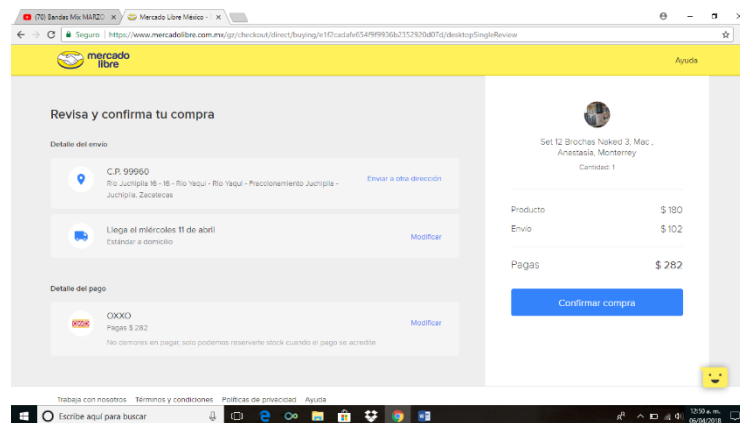 (70) Bandas Mix MARZO
Mercado Libre México -
Seguro | https://www.mercadolibre.com.mx/gz/checkout/direct/buying/e1f2cadafe654f9f9936b2352920d07d/desktopSingleReview
mercado
libre
Ayuda
Revisa y confirma tu compra
Detalle del envío
C.P. 99960
Río Juchipila 16 - 16 - Río Yaqui - Río Yaqui - Fraccionamiento Juchipila -
Juchipila, Zacatecas
Enviar a otra dirección
Llega el miércoles 11 de abril
Estándar a domicilio
Modificar
Detalle del pago
OXXO
OXXO
Pagas $ 282
Modificar
No demores en pagar, solo podemos reservarte stock cuando el pago se acredite
Set 12 Brochas Naked 3, Mac ,
Anastasia, Monterrey
Cantidad: 1
Producto $ 180
Envío $ 102
Pagas $ 282
Confirmar compra
Trabaja con nosotros Términos y condiciones Políticas de privacidad Ayuda
Escribe aquí para buscar
12:50 a. m.
06/04/2018